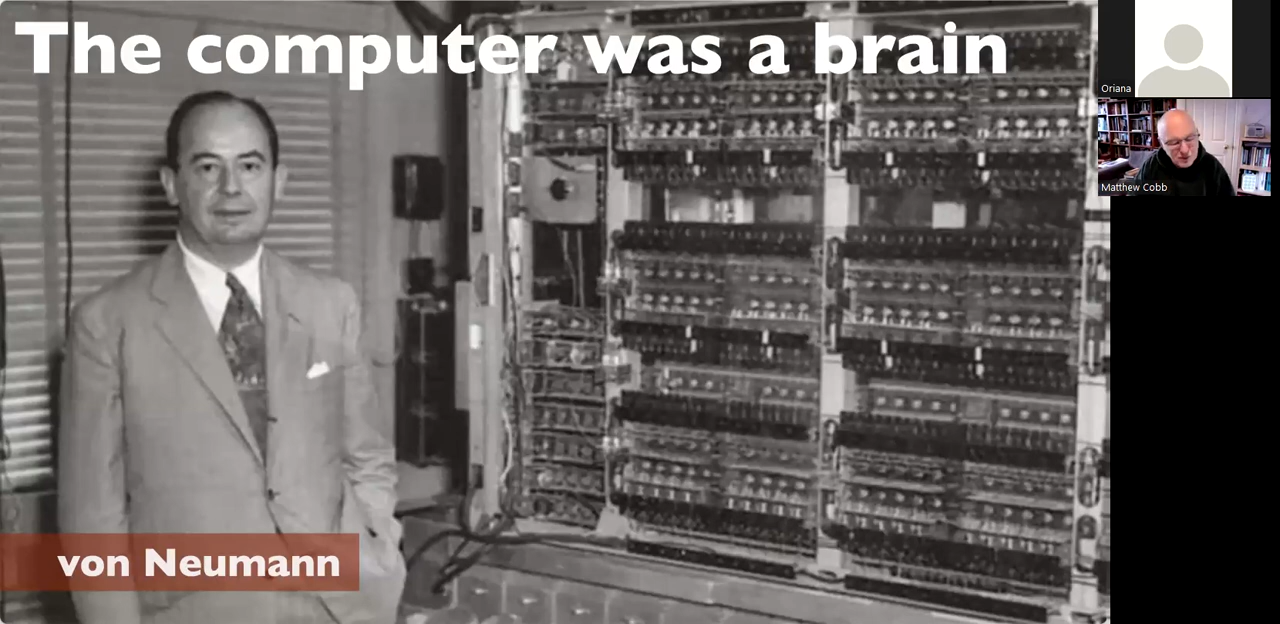 The computer was a brain
Oriana
Matthew Cobb
von Neumann